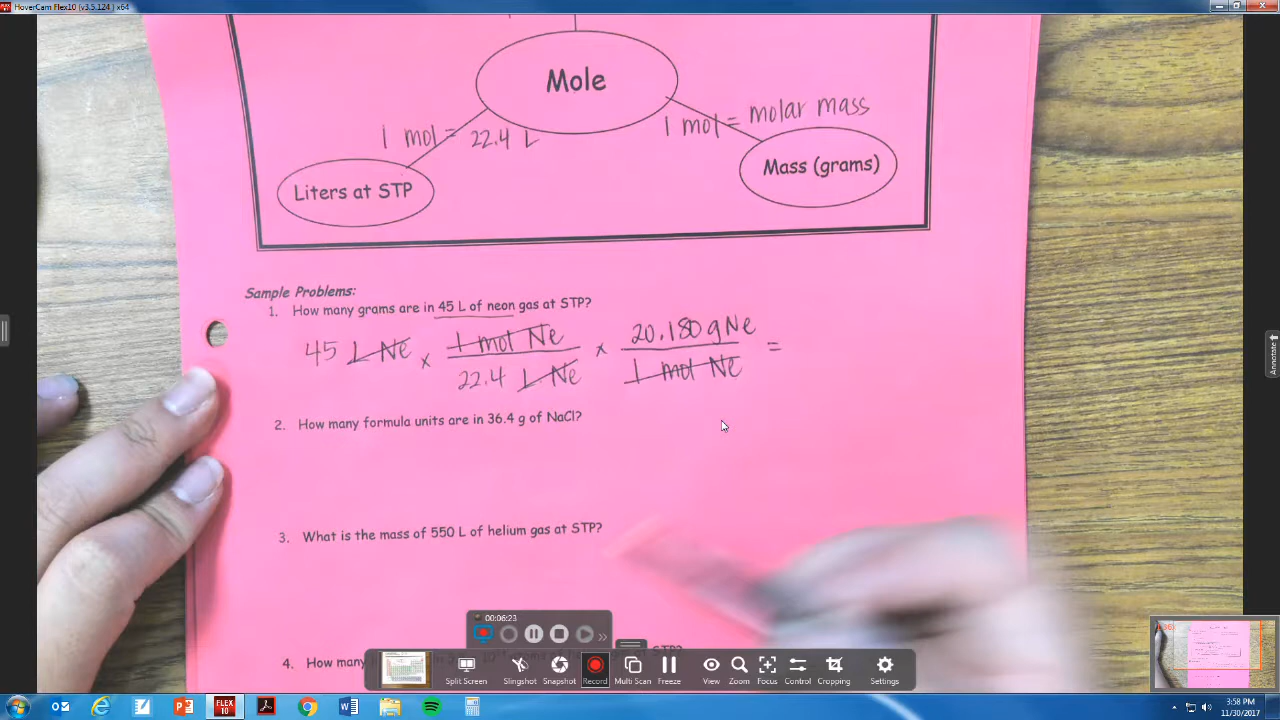 HoverCam Flex10 (v3.5.124 ) x64
Mole
1 mol = 22.4 L
1 mol = molar mass
Liters at STP
Mass (grams)
Sample Problems:
1. How many grams are in 45 L of neon gas at STP?
45 L Ne x 1 mol Ne / 22.4 L Ne x 20.180 g Ne / 1 mol Ne =
2. How many formula units are in 36.4 g of NaCl?
3. What is the mass of 550 L of helium gas at STP?
4. How many STP?
Annotate
00:06:23
Split Screen Slingshot Snapshot Record Multi Scan Freeze View Zoom Focus Control Cropping Settings
FLEX 10
3:58 PM
11/30/2017